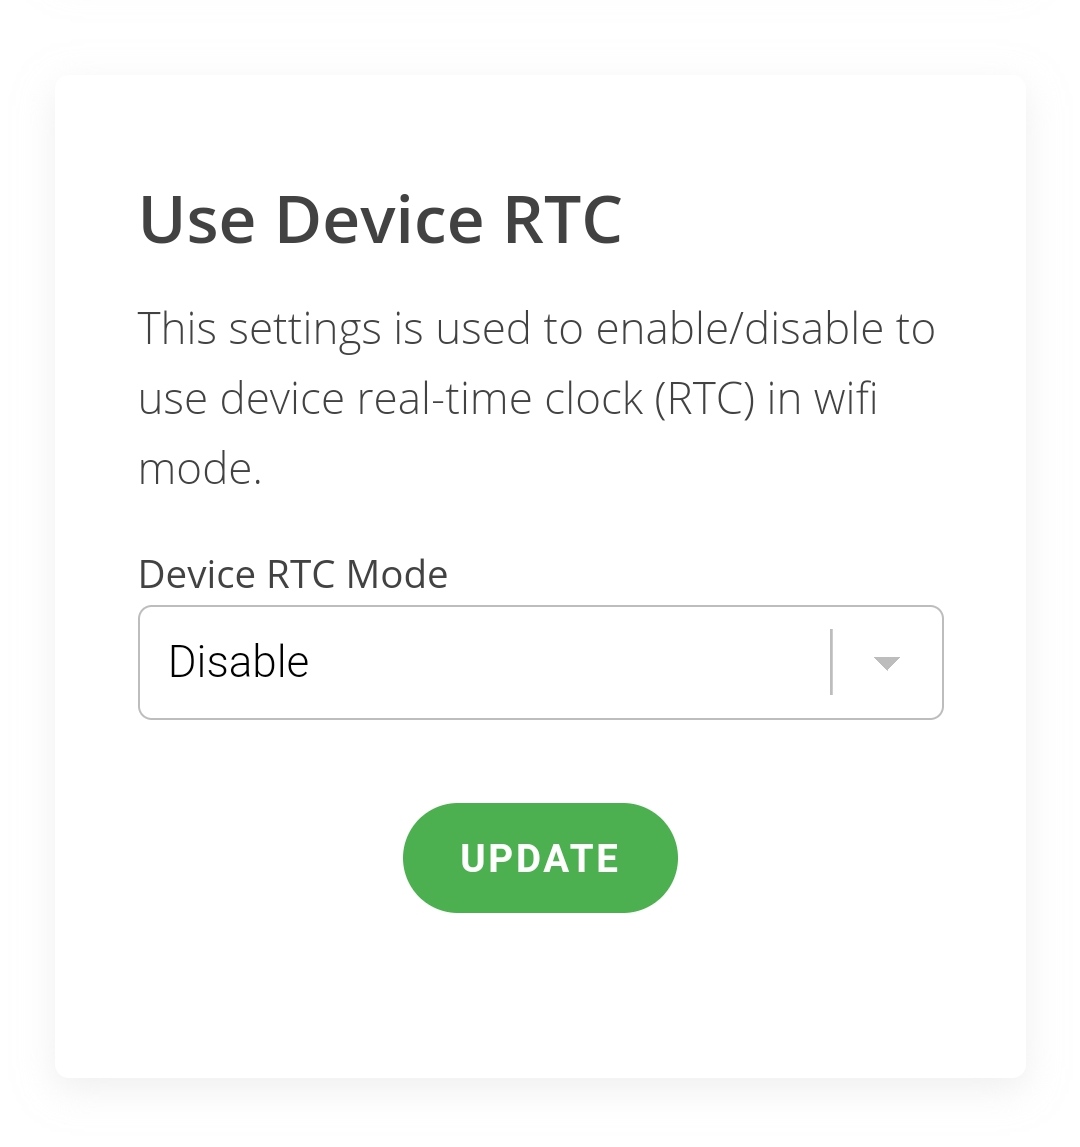 Use Device RTC
This settings is used to enable/disable to
use device real-time clock (RTC) in wifi
mode.
Device RTC Mode
Disable
UPDATE